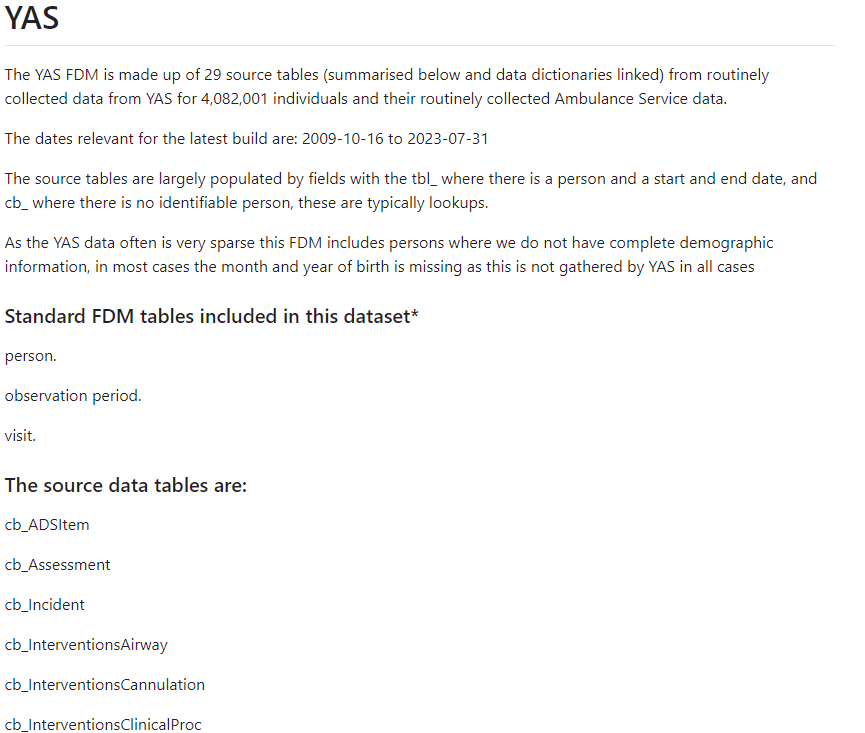 YAS
The YAS FDM is made up of 29 source tables (summarised below and data dictionaries linked) from routinely
collected data from YAS for 4,082,001 individuals and their routinely collected Ambulance Service data.
The dates relevant for the latest build are: 2009-10-16 to 2023-07-31
The source tables are largely populated by fields with the tbl_ where there is a person and a start and end date, and
cb_ where there is no identifiable person, these are typically lookups.
As the YAS data often is very sparse this FDM includes persons where we do not have complete demographic
information, in most cases the month and year of birth is missing as this is not gathered by YAS in all cases
Standard FDM tables included in this dataset*
person.
observation period.
visit.
The source data tables are:
cb_ADSItem
cb_Assessment
cb_Incident
cb_InterventionsAirway
cb_InterventionsCannulation
cb_InterventionsClinicalProc